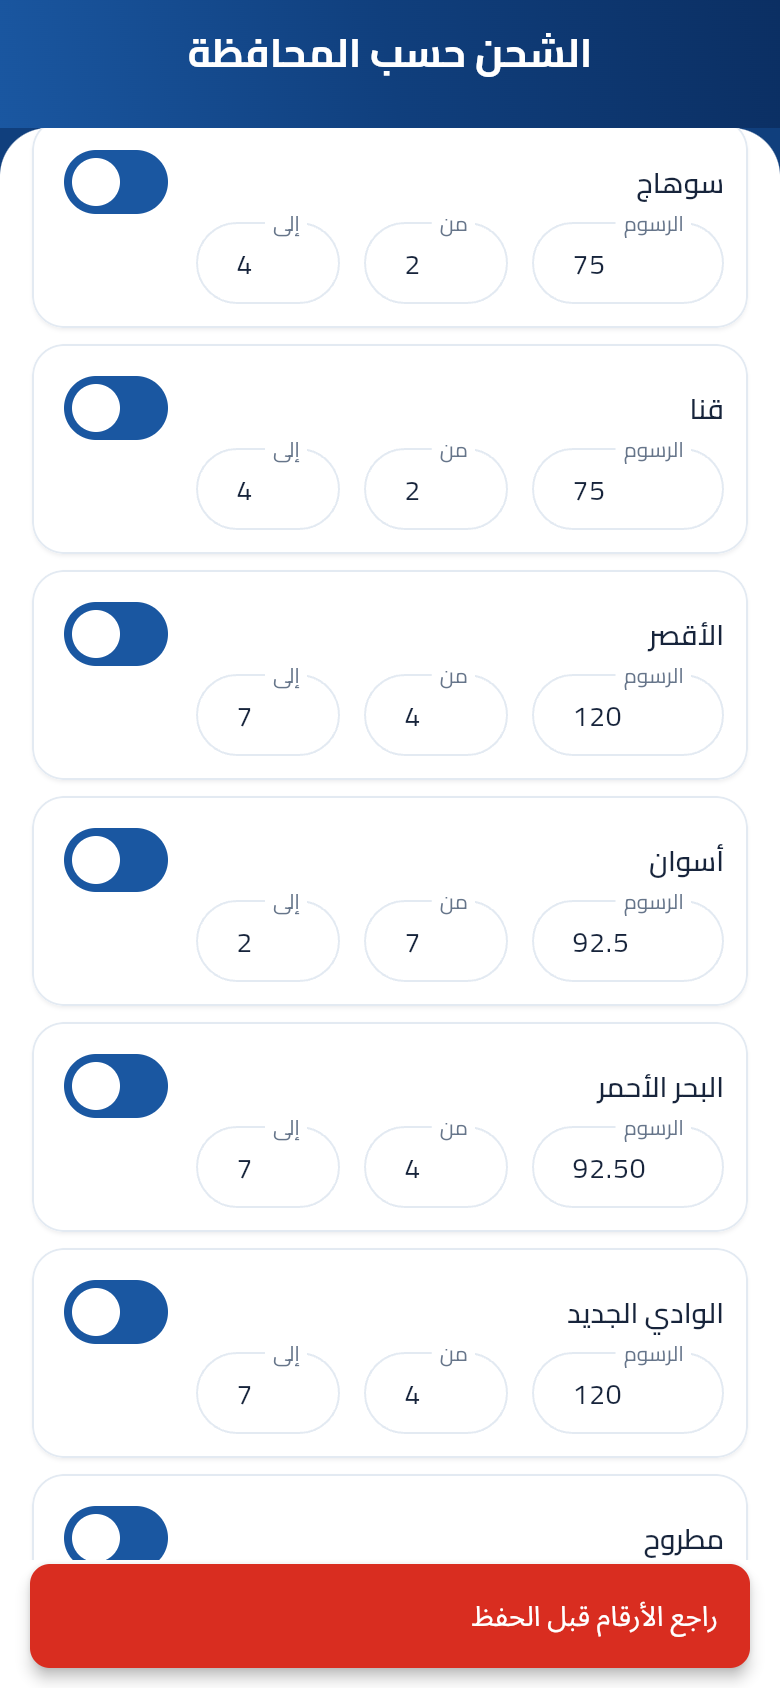 الشحن حسب المحافظة
سوهاج
الرسوم من إلى
75 2 4
قنا
الرسوم من إلى
75 2 4
الأقصر
الرسوم من إلى
120 4 7
أسوان
الرسوم من إلى
92.5 7 2
البحر الأحمر
الرسوم من إلى
92.50 4 7
الوادي الجديد
الرسوم من إلى
120 4 7
مطروح
راجع الأرقام قبل الحفظ